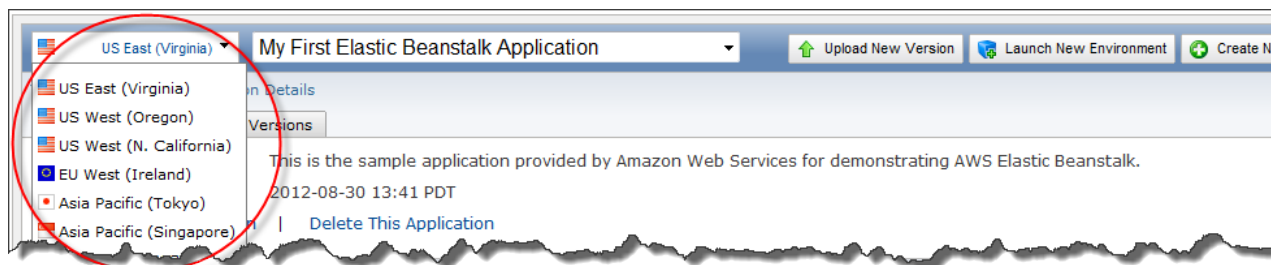 US East (Virginia) My First Elastic Beanstalk Application Upload New Version Launch New Environment Create N
US East (Virginia) on Details
US West (Oregon) Versions
US West (N. California) This is the sample application provided by Amazon Web Services for demonstrating AWS Elastic Beanstalk.
EU West (Ireland) 2012-08-30 13:41 PDT
Asia Pacific (Tokyo)
Asia Pacific (Singapore) n | Delete This Application